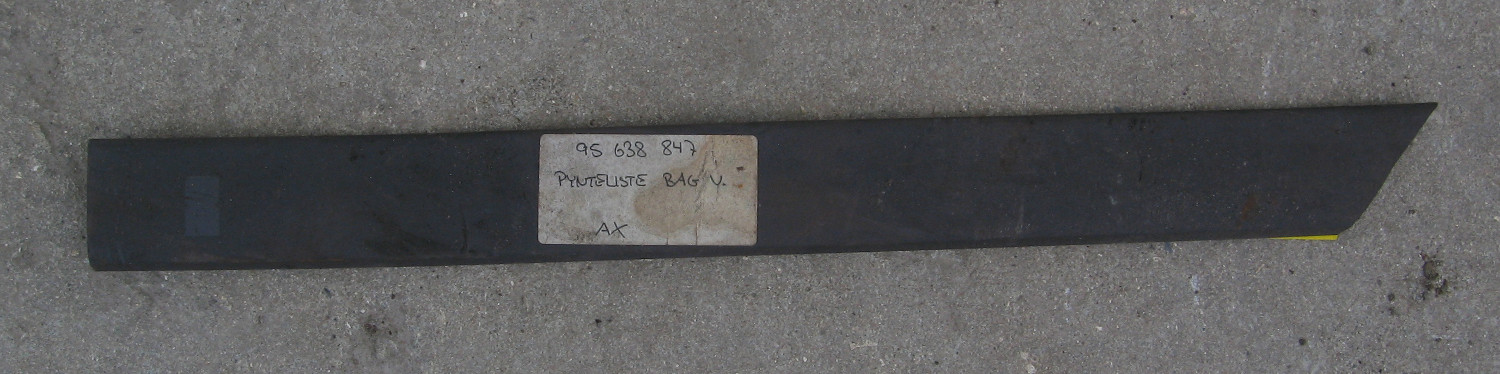 95 638 847
PYNTELISTE BAG V.
AX